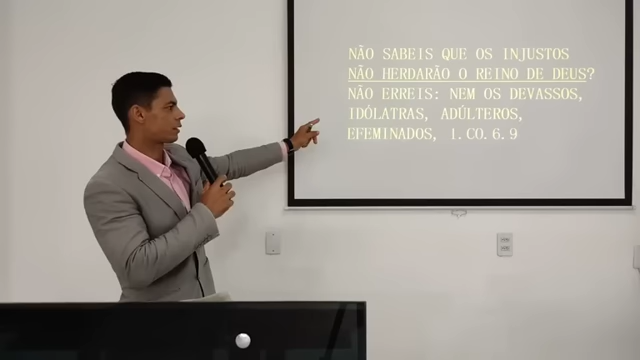 NÃO SABEIS QUE OS INJUSTOS
NÃO HERDARÃO O REINO DE DEUS?
NÃO ERREIS: NEM OS DEVASSOS,
IDÓLATRAS, ADÚLTEROS,
EFEMINADOS, 1.CO.6.9